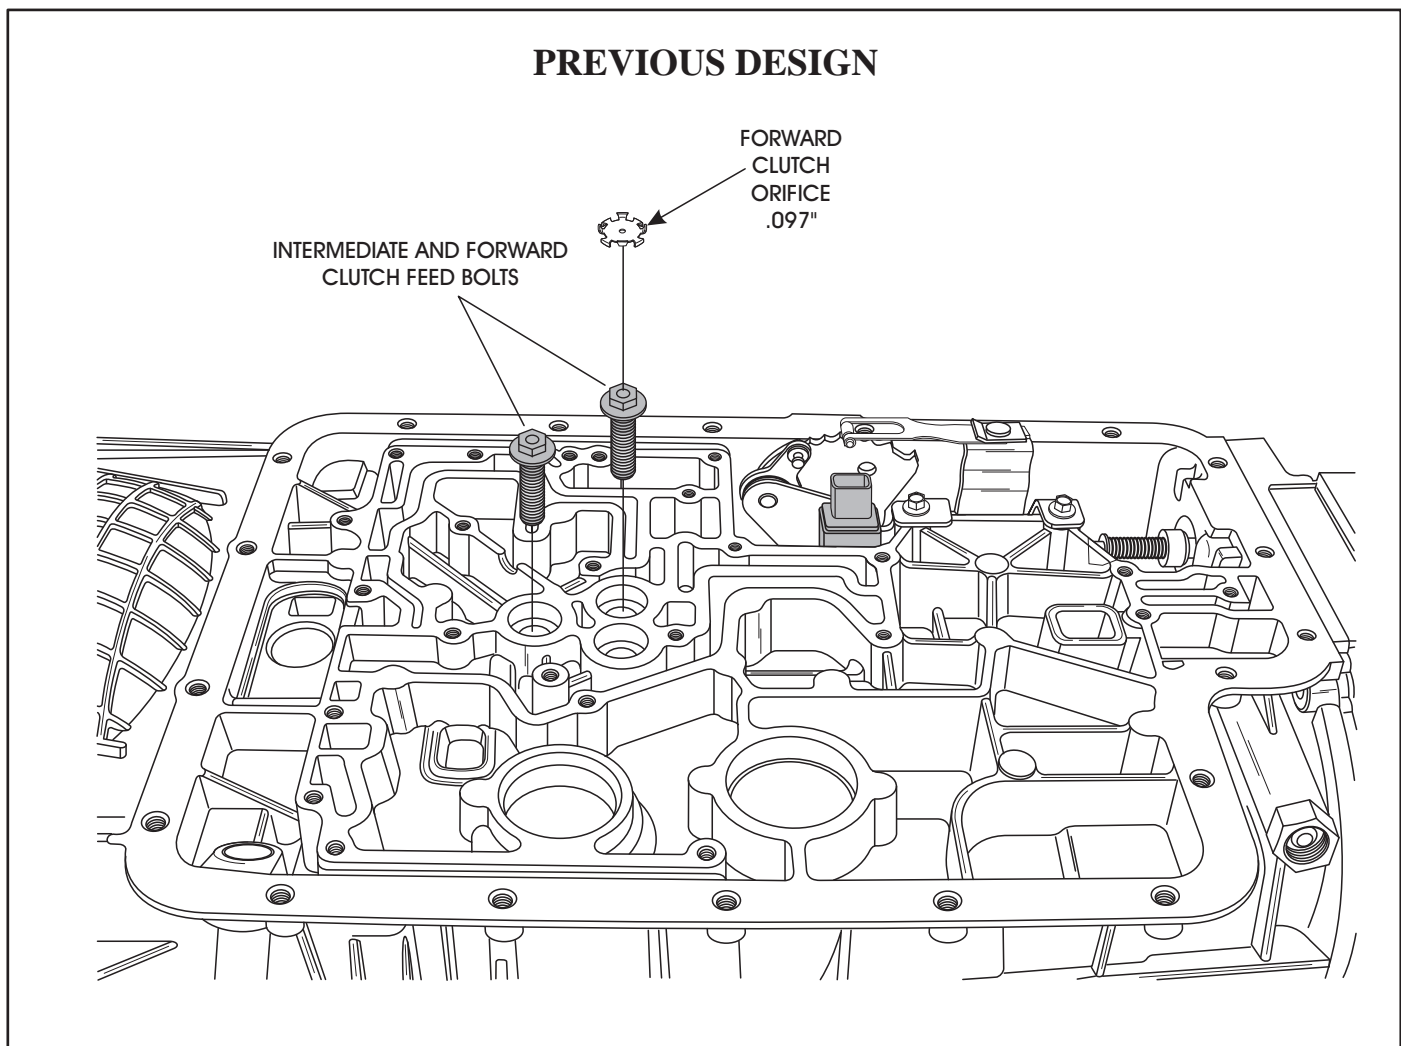 PREVIOUS DESIGN
FORWARD
CLUTCH
ORIFICE
.097"
INTERMEDIATE AND FORWARD
CLUTCH FEED BOLTS